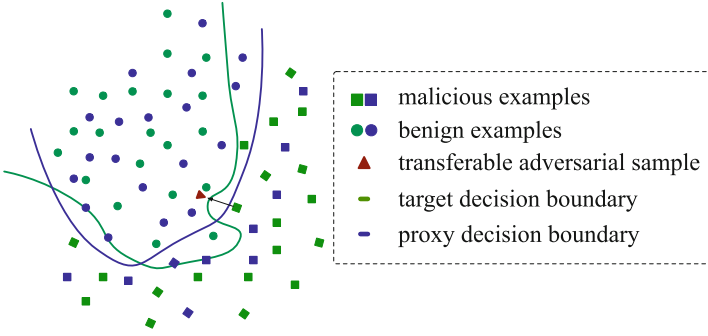 malicious examples
benign examples
transferable adversarial sample
target decision boundary
proxy decision boundary